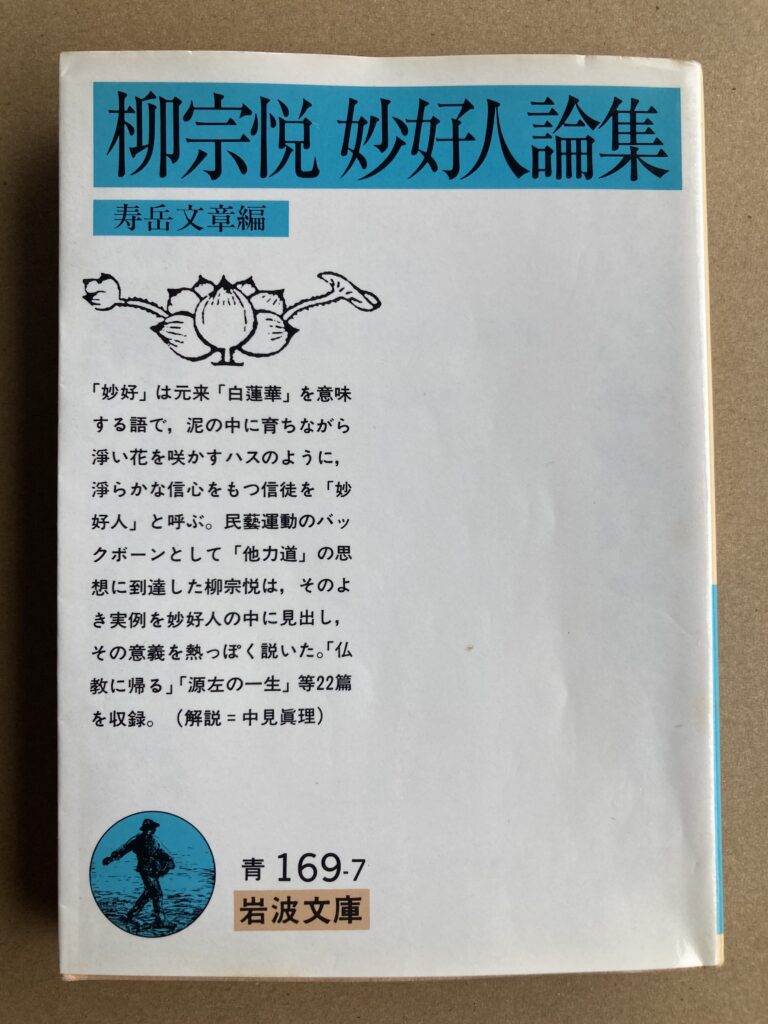 柳宗悦 妙好人論集
寿岳文章編
「妙好」は元来「白蓮華」を意味
する語で，泥の中に育ちながら
淨い花を咲かすハスのように，
淨らかな信心をもつ信徒を「妙
好人」と呼ぶ。民藝運動のバッ
クボーンとして「他力道」の思
想に到達した柳宗悦は，そのよ
き実例を妙好人の中に見出し，
その意義を熱っぽく説いた。「仏
教に帰る」「源左の一生」等22篇
を収録。（解説＝中見眞理）
青 169-7
岩波文庫